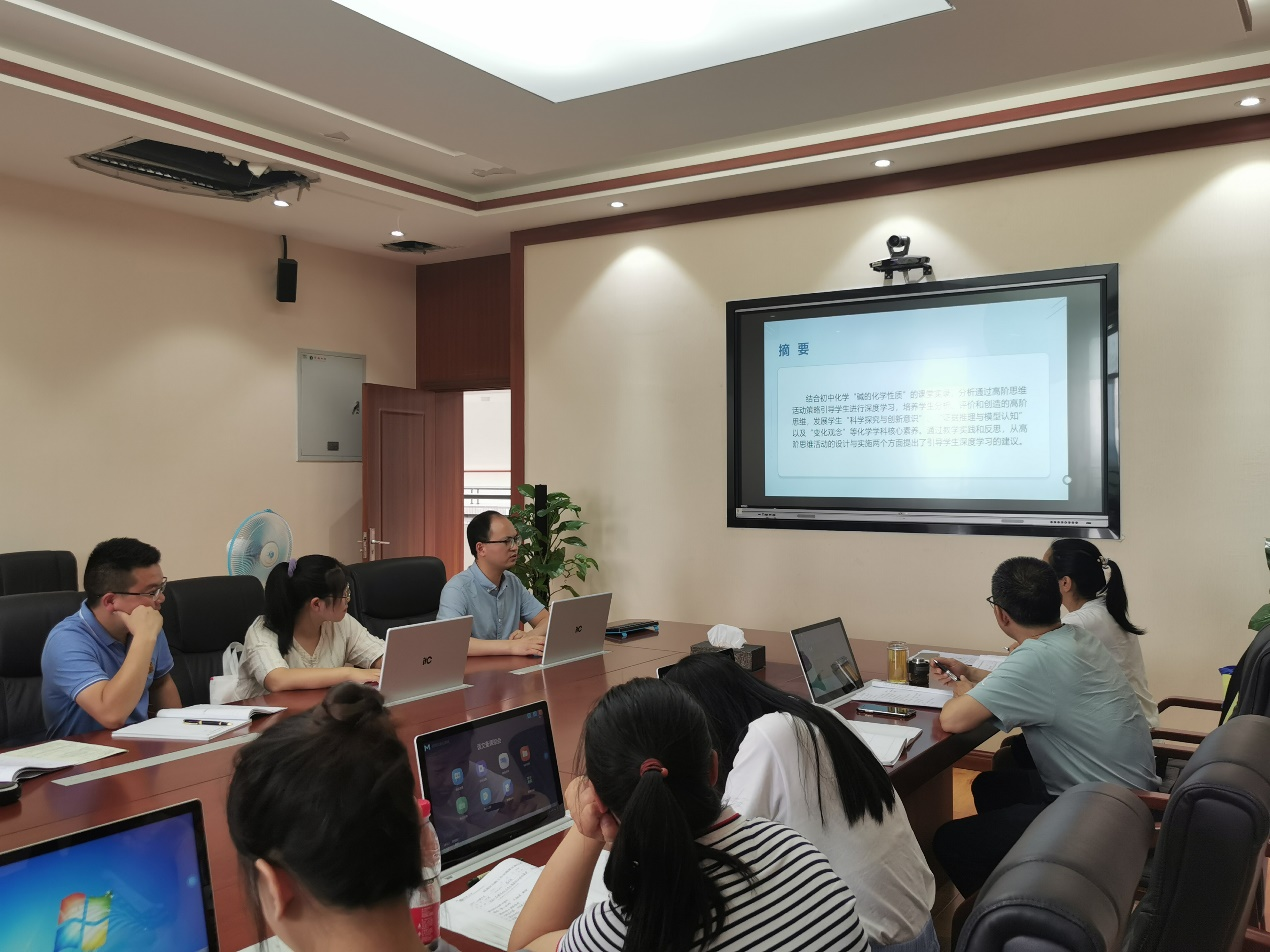 摘 要
结合初中化学“碱的化学性质”的课堂实录，分析通过高阶思维
活动策略引导学生进行深度学习，培养学生分析、评价和创造的高阶
思维，发展学生“科学探究与创新意识” 推理与模型认知”
以及“变化观念”等化学学科核心素养。通过教学实践和反思，从高
阶思维活动的设计与实施两个方面提出了引导学生深度学习的建议。
itC
itC